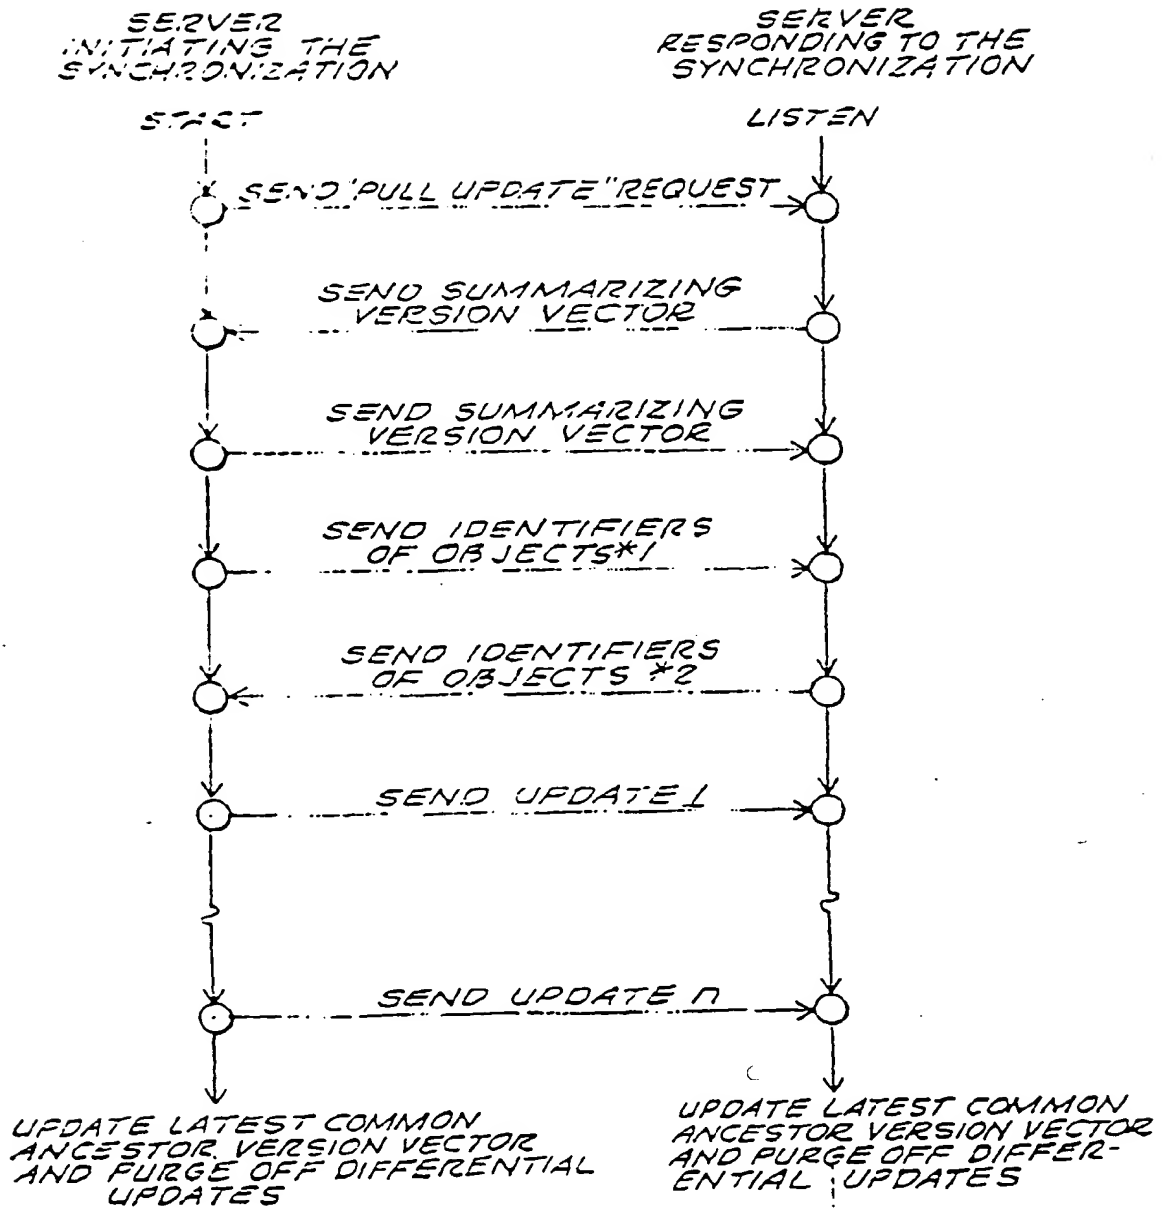 SERVER
INITIATING THE
SYNCHRONIZATION
START
SERVER
RESPONDING TO THE
SYNCHRONIZATION
LISTEN
SEND "PULL UPDATE" REQUEST
SEND SUMMARIZING
VERSION VECTOR
SEND SUMMARIZING
VERSION VECTOR
SEND IDENTIFIERS
OF OBJECTS*1
SEND IDENTIFIERS
OF OBJECTS *2
SEND UPDATE 1
SEND UPDATE n
UPDATE LATEST COMMON
ANCESTOR VERSION VECTOR
AND PURGE OFF DIFFERENTIAL
UPDATES
UPDATE LATEST COMMON
ANCESTOR VERSION VECTOR
AND PURGE OFF DIFFER-
ENTIAL UPDATES